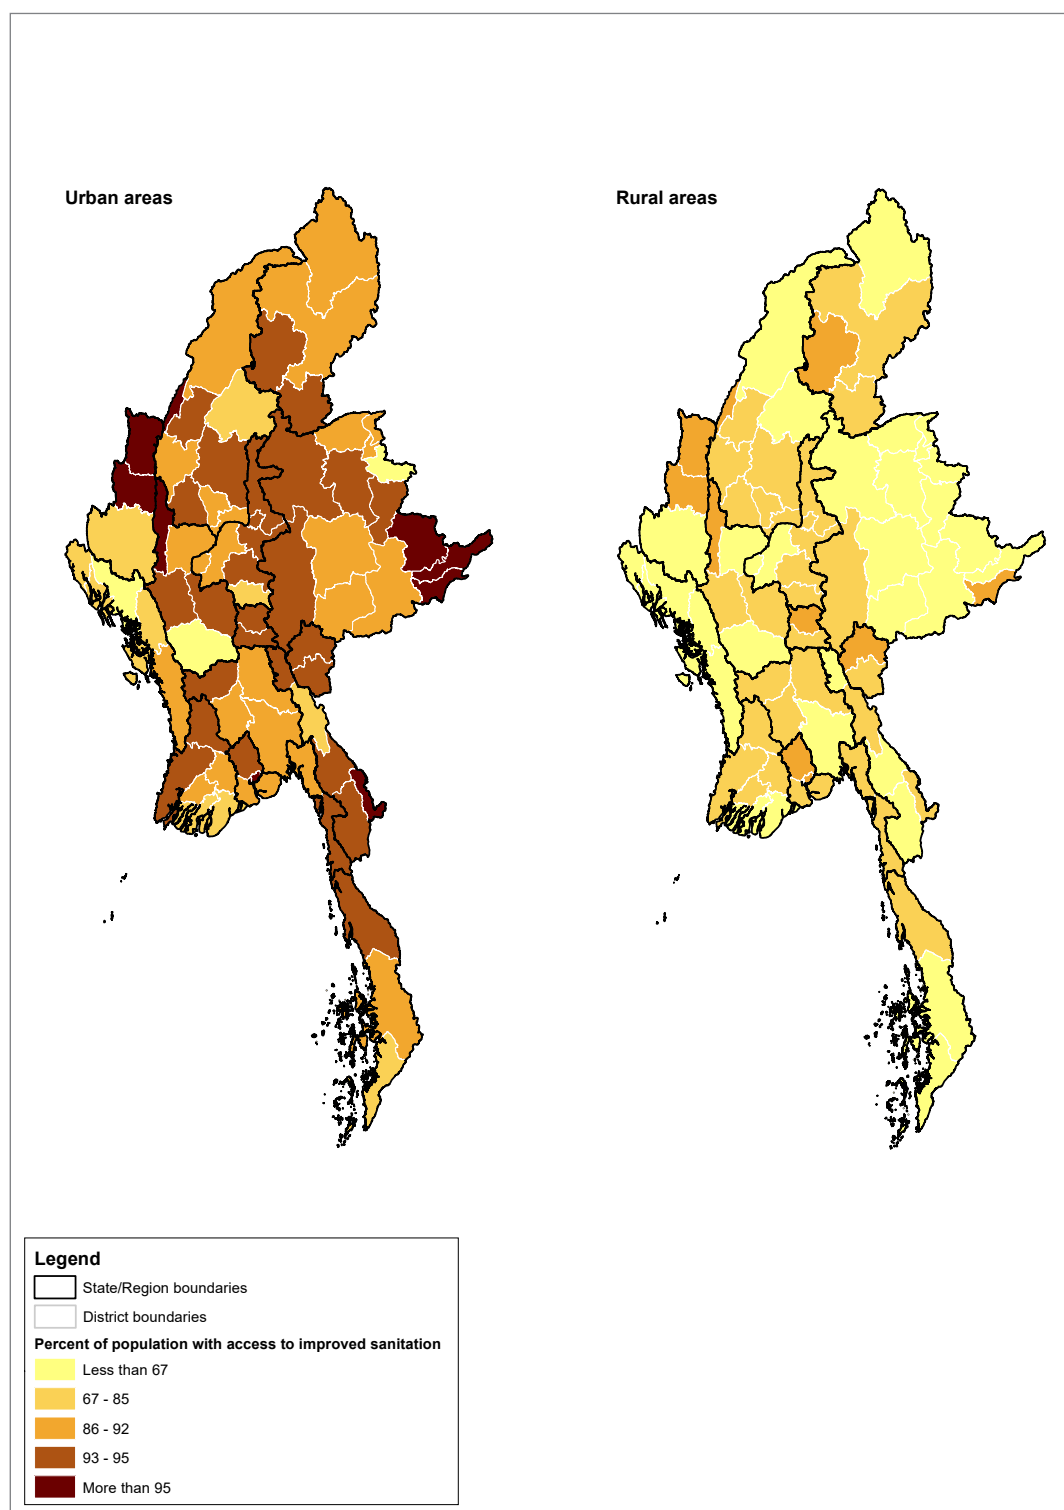 Urban areas
Rural areas
Legend
State/Region boundaries
District boundaries
Percent of population with access to improved sanitation
Less than 67
67 - 85
86 - 92
93 - 95
More than 95